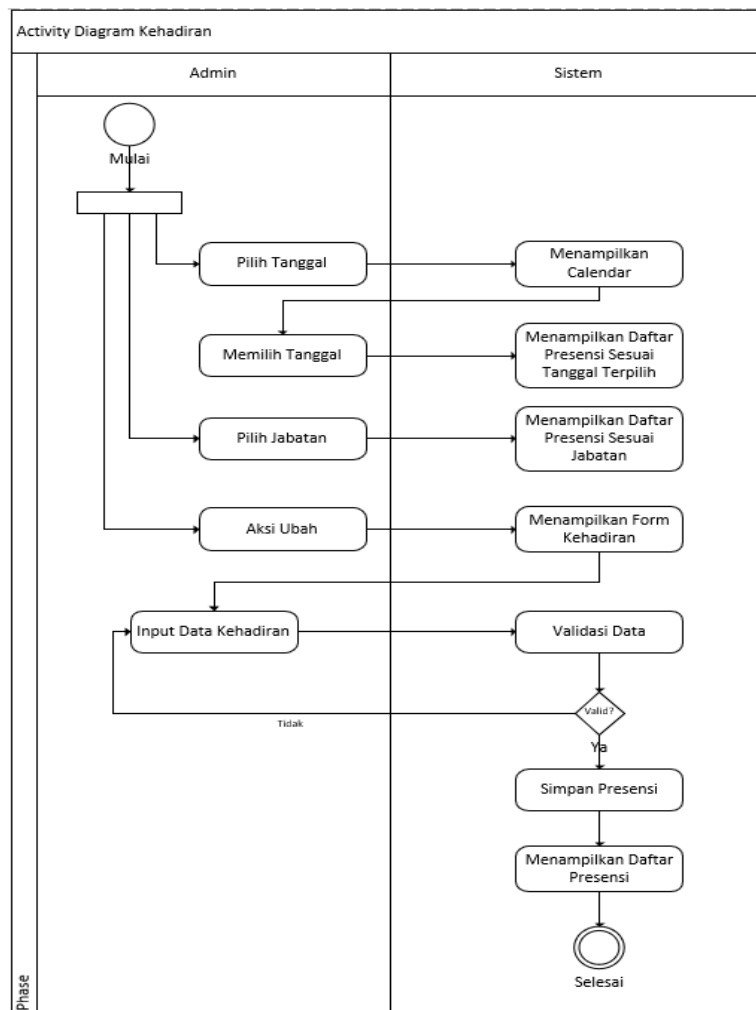 Activity Diagram Kehadiran
Admin
Sistem
Mulai
Pilih Tanggal
Menampilkan
Calendar
Memilih Tanggal
Menampilkan Daftar
Presensi Sesuai
Tanggal Terpilih
Pilih Jabatan
Menampilkan Daftar
Presensi Sesuai
Jabatan
Aksi Ubah
Menampilkan Form
Kehadiran
Input Data Kehadiran
Validasi Data
Valid?
Tidak
Ya
Simpan Presensi
Menampilkan Daftar
Presensi
Selesai
Phase